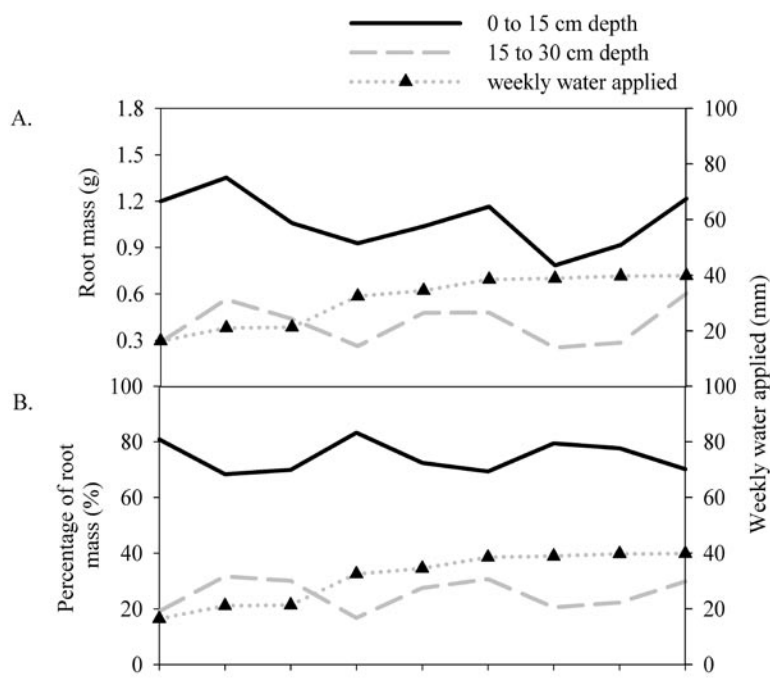 0 to 15 cm depth
15 to 30 cm depth
weekly water applied
A.
1.8
1.5
1.2
0.9
0.6
0.3
Root mass (g)
100
80
60
40
20
B.
100
80
60
40
20
0
Percentage of root
mass (%)
100
80
60
40
20
0
Weekly water applied (mm)